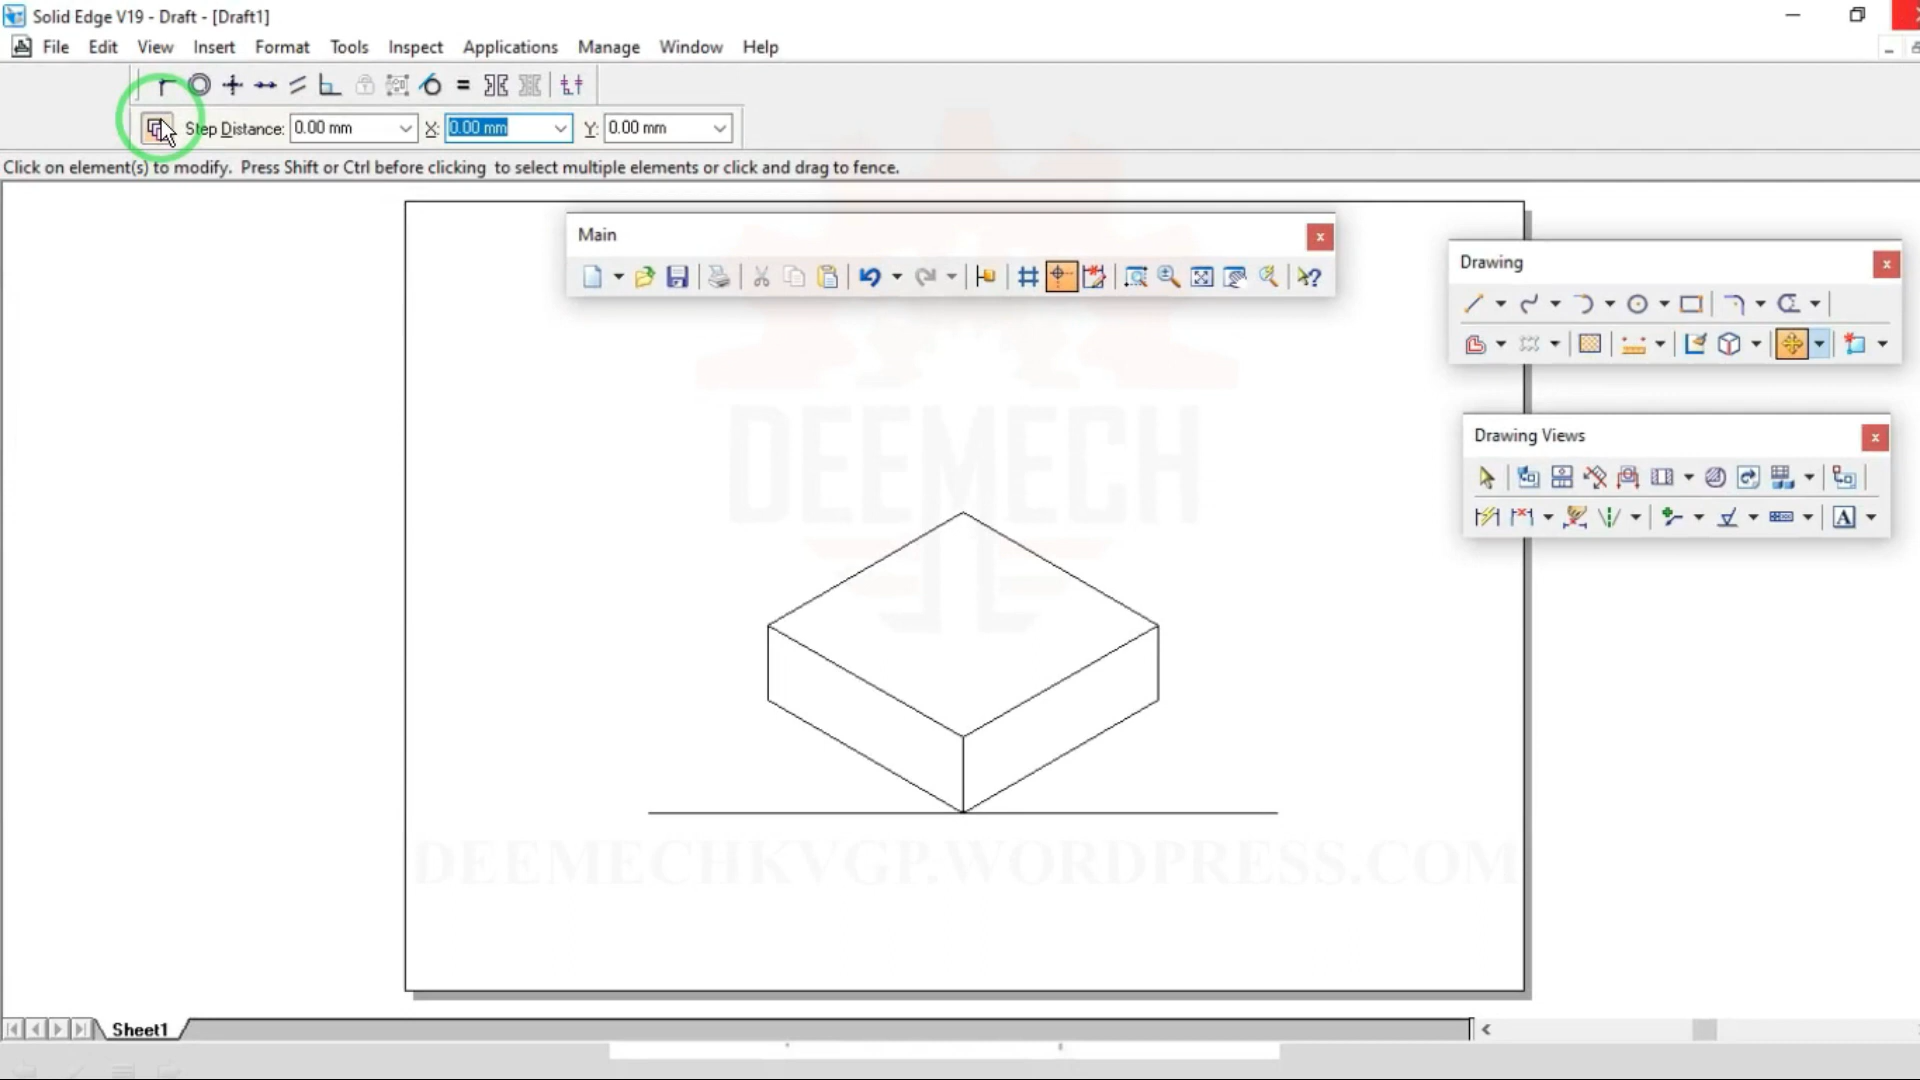 Solid Edge V19 - Draft - [Draft1]
File Edit View Insert Format Tools Inspect Applications Manage Window Help
Step Distance: 0.00 mm X: 0.00 mm Y: 0.00 mm
Click on element(s) to modify. Press Shift or Ctrl before clicking to select multiple elements or click and drag to fence.
Main
Drawing
Drawing Views
A
DEEMECH
DEEMECHKVGP.WORDPRESS.COM
Sheet1